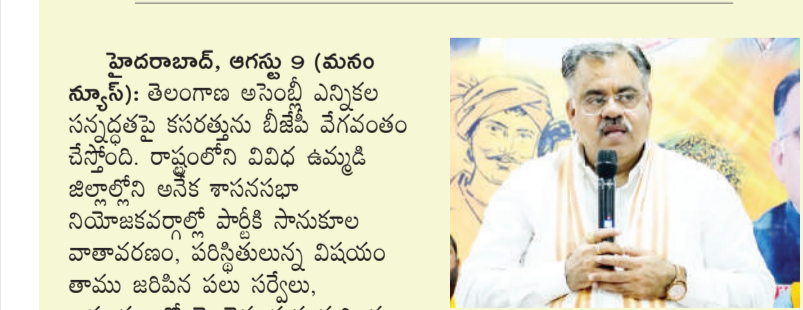 హైదరాబాద్, ఆగస్టు 9 (మనం
న్యూస్): తెలంగాణ అసెంబ్లీ ఎన్నికల
సన్నద్ధతపై కసరత్తును బీజేపీ వేగవంతం
చేస్తోంది. రాష్ట్రంలోని వివిధ ఉమ్మడి
జిల్లాల్లోని అనేక శాసనసభా
నియోజకవర్గాల్లో పార్టీకి సానుకూల
వాతావరణం, పరిస్థితులున్న విషయం
తాము జరిపిన పలు సర్వేలు,